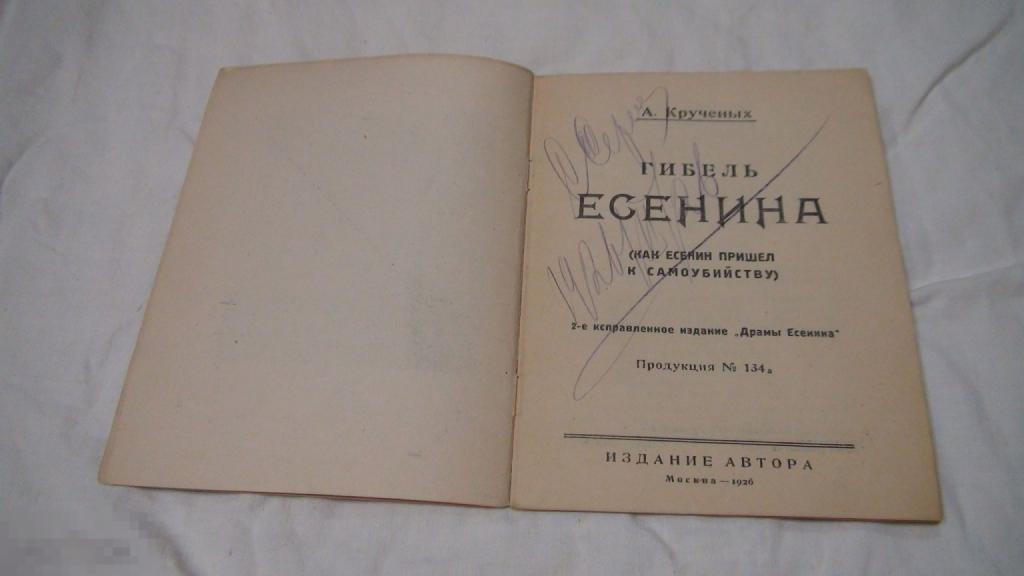 А. Крученых
ГИБЕЛЬ
ЕСЕНИНА
(КАК ЕСЕНИН ПРИШЕЛ
К САМОУБИЙСТВУ)
2-е исправленное издание „Драмы Есенина“
Продукция № 134а
ИЗДАНИЕ АВТОРА
Москва — 1926